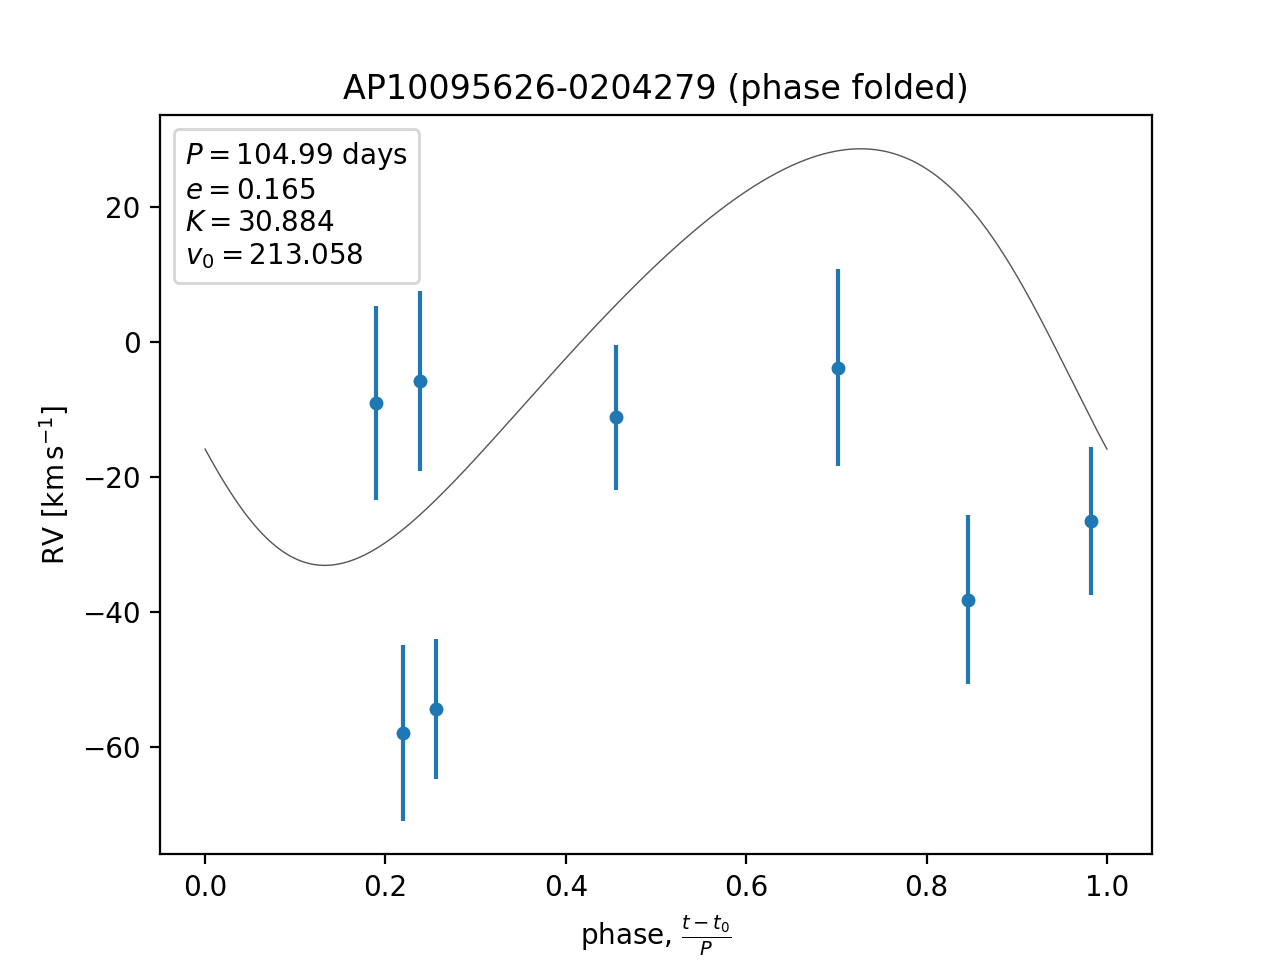 AP10095626-0204279 (phase folded)
P = 104.99 days
e = 0.165
K = 30.884
v₀ = 213.058
20
0
−20
−40
−60
RV [km s⁻¹]
0.0 0.2 0.4 0.6 0.8 1.0
phase, (t − t₀)/P